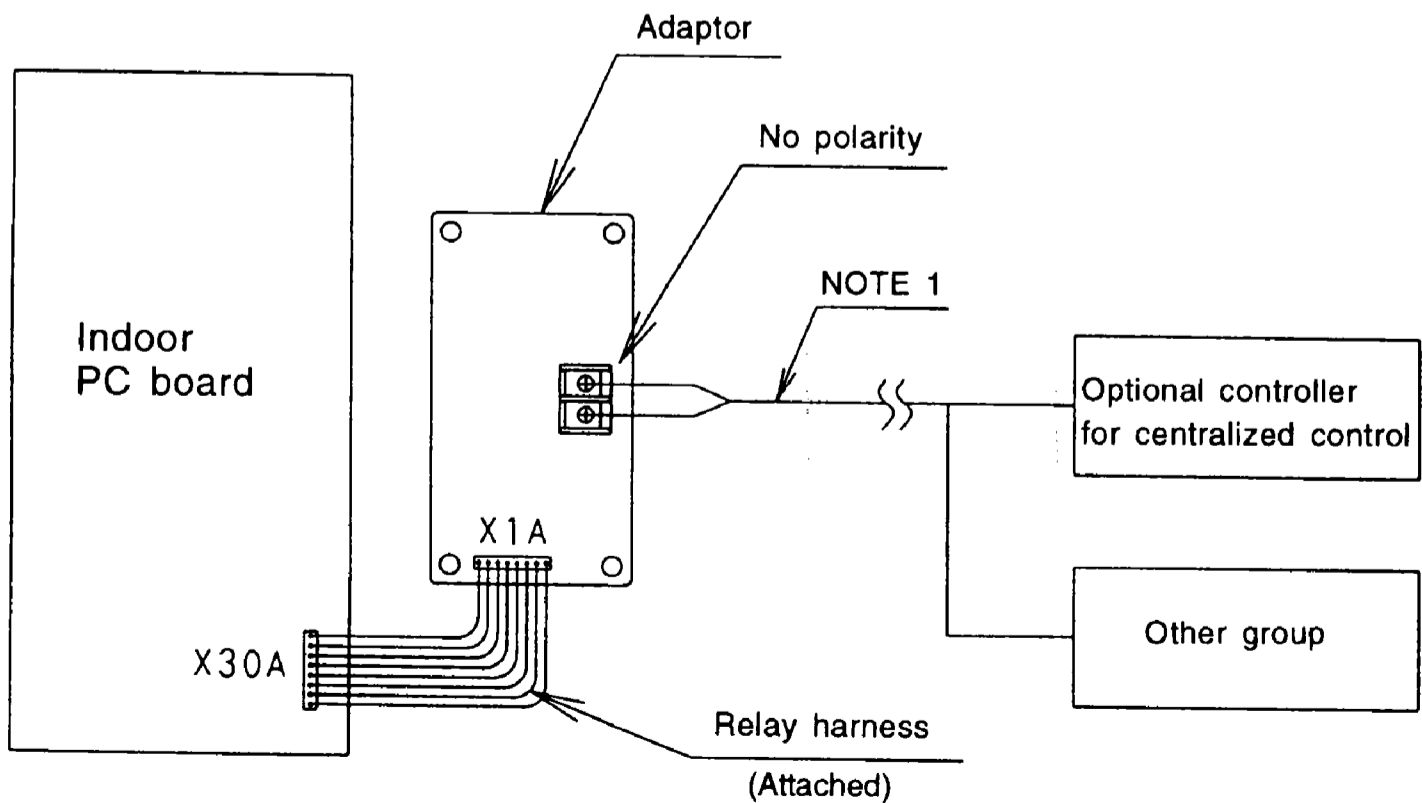 Adaptor
No polarity
NOTE 1
Indoor
PC board
Optional controller
for centralized control
X1A
X30A
Other group
Relay harness
(Attached)